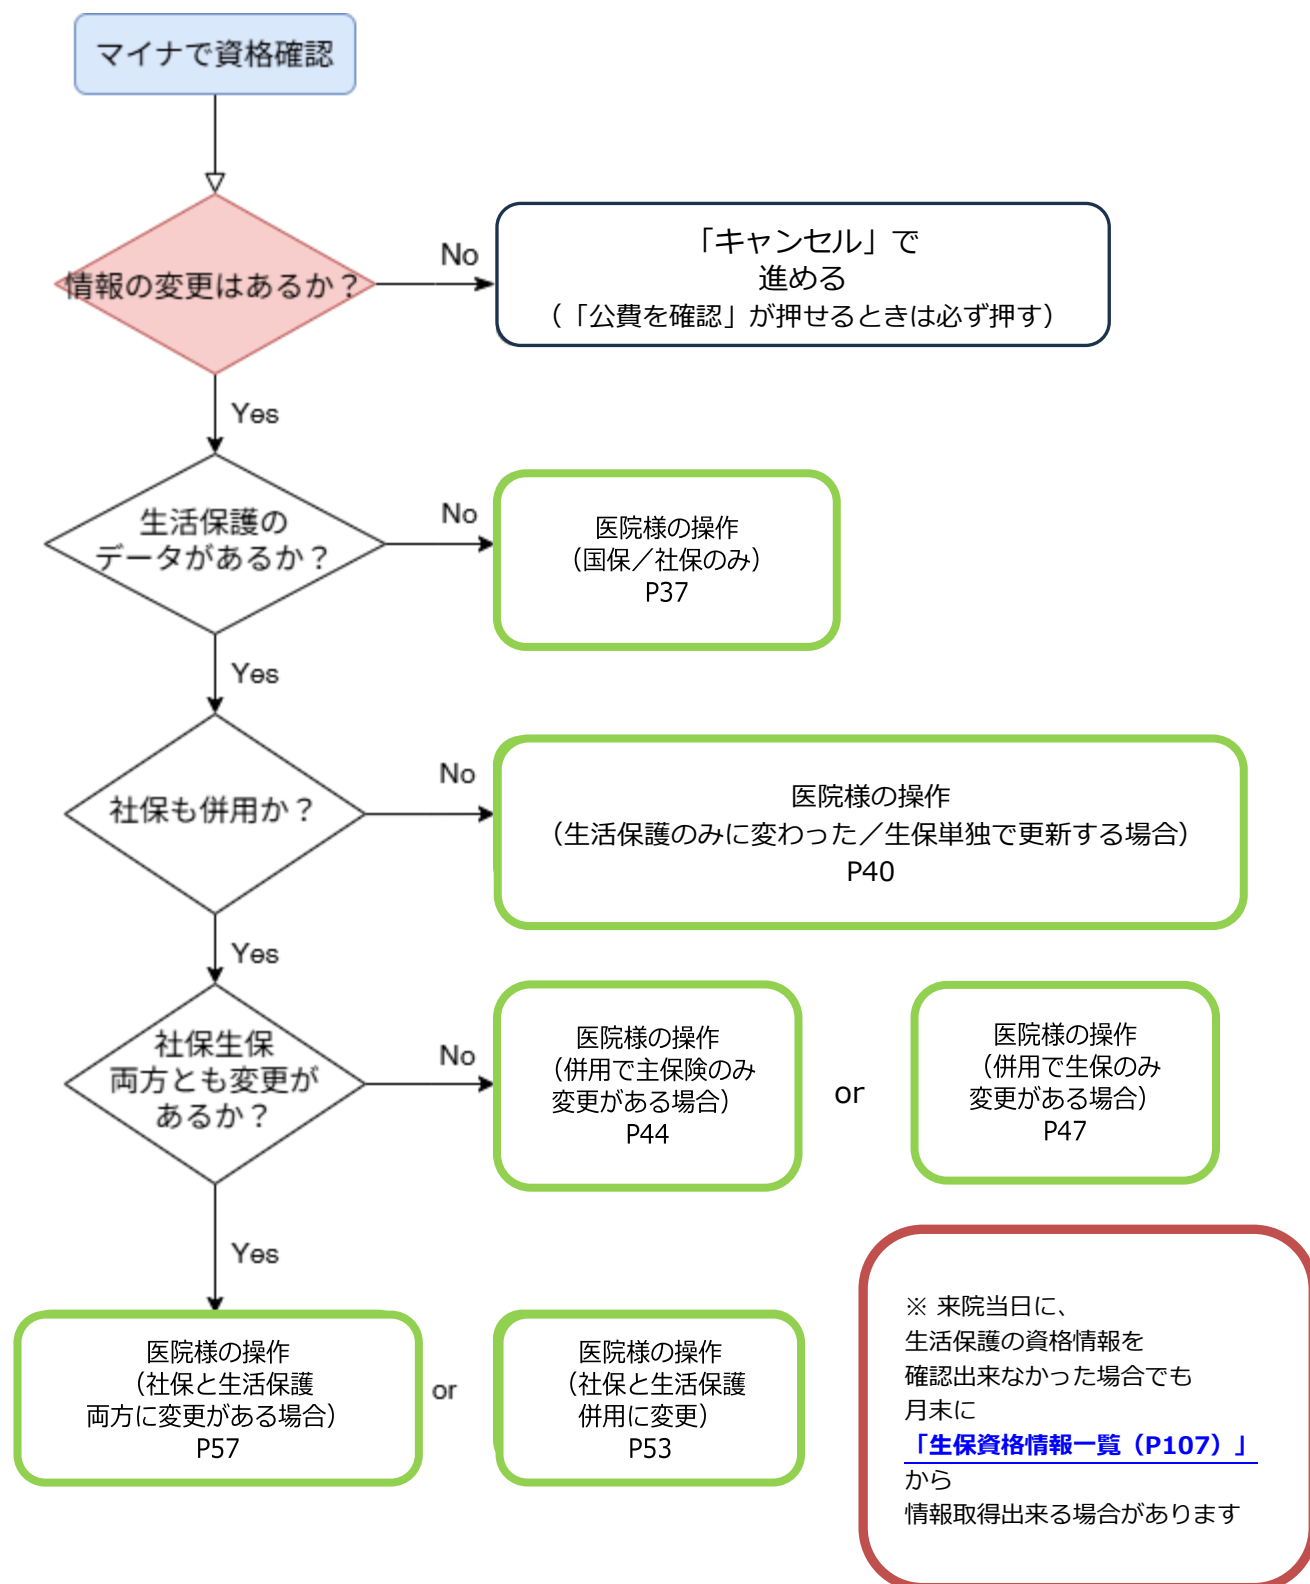 マイナで資格確認
情報の変更はあるか？
No
「キャンセル」で
進める
（「公費を確認」が押せるときは必ず押す）
Yes
生活保護の
データがあるか？
No
医院様の操作
（国保／社保のみ）
P37
Yes
社保も併用か？
No
医院様の操作
（生活保護のみに変わった／生保単独で更新する場合）
P40
Yes
社保生保
両方とも変更が
あるか？
No
医院様の操作
（併用で主保険のみ
変更がある場合）
P44
or
医院様の操作
（併用で生保のみ
変更がある場合）
P47
Yes
医院様の操作
（社保と生活保護
両方に変更がある場合）
P57
or
医院様の操作
（社保と生活保護
併用に変更）
P53
※ 来院当日に、
生活保護の資格情報を
確認出来なかった場合でも
月末に
「生保資格情報一覧（P107）」
から
情報取得出来る場合があります